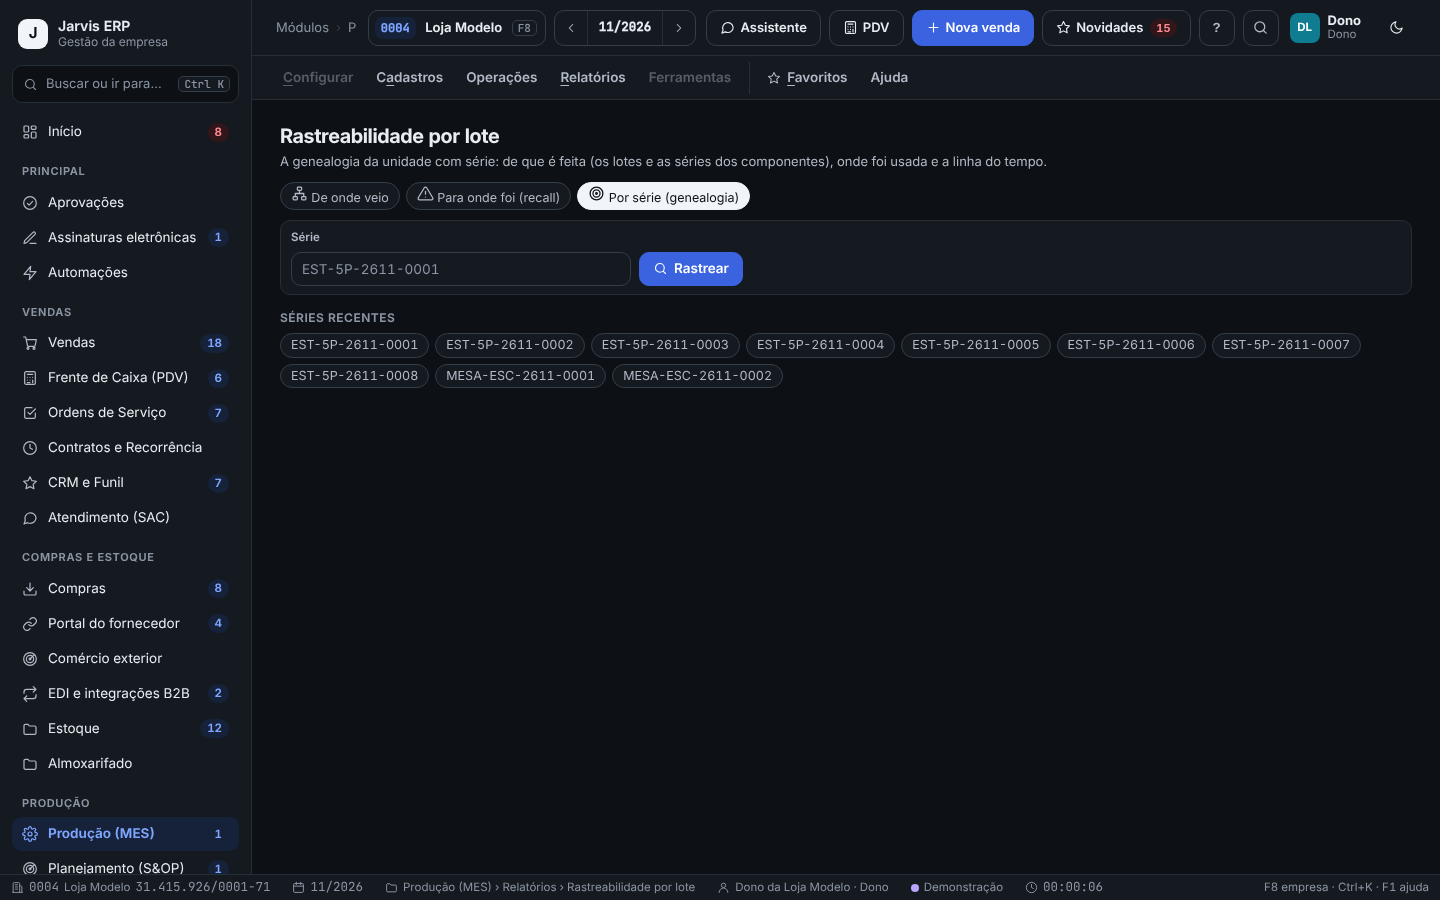 J
Jarvis ERP
Gestão da empresa
Buscar ou ir para... Ctrl K
Início 8
PRINCIPAL
Aprovações
Assinaturas eletrônicas 1
Automações
VENDAS
Vendas 18
Frente de Caixa (PDV) 6
Ordens de Serviço 7
Contratos e Recorrência
CRM e Funil 7
Atendimento (SAC)
COMPRAS E ESTOQUE
Compras 8
Portal do fornecedor 4
Comércio exterior
EDI e integrações B2B 2
Estoque 12
Almoxarifado
PRODUÇÃO
Produção (MES) 1
Planejamento (S&OP) 1
Módulos › P 0004 Loja Modelo F8 ‹ 11/2026 › Assistente PDV + Nova venda Novidades 15 ? DL Dono
Dono
Configurar Cadastros Operações Relatórios Ferramentas Favoritos Ajuda
Rastreabilidade por lote
A genealogia da unidade com série: de que é feita (os lotes e as séries dos componentes), onde foi usada e a linha do tempo.
De onde veio Para onde foi (recall) Por série (genealogia)
Série
EST-5P-2611-0001 Rastrear
SÉRIES RECENTES
EST-5P-2611-0001 EST-5P-2611-0002 EST-5P-2611-0003 EST-5P-2611-0004 EST-5P-2611-0005 EST-5P-2611-0006 EST-5P-2611-0007
EST-5P-2611-0008 MESA-ESC-2611-0001 MESA-ESC-2611-0002
0004 Loja Modelo 31.415.926/0001-71 11/2026 Produção (MES) › Relatórios › Rastreabilidade por lote Dono da Loja Modelo · Dono Demonstração 00:00:06 F8 empresa · Ctrl+K · F1 ajuda